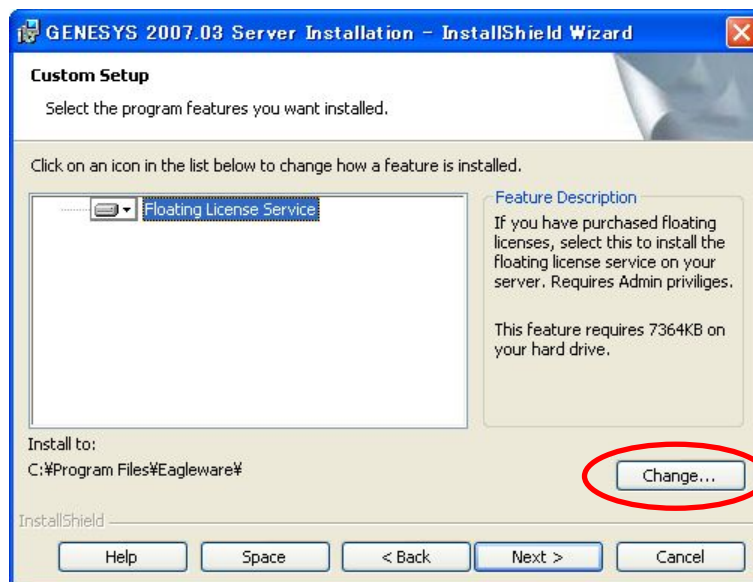 GENESYS 2007.03 Server Installation - InstallShield Wizard
Custom Setup
Select the program features you want installed.
Click on an icon in the list below to change how a feature is installed.
Floating License Service
Feature Description
If you have purchased floating
licenses, select this to install the
floating license service on your
server. Requires Admin priviliges.
This feature requires 7364KB on
your hard drive.
Install to:
C:¥Program Files¥Eagleware¥
Change...
InstallShield
Help
Space
< Back
Next >
Cancel